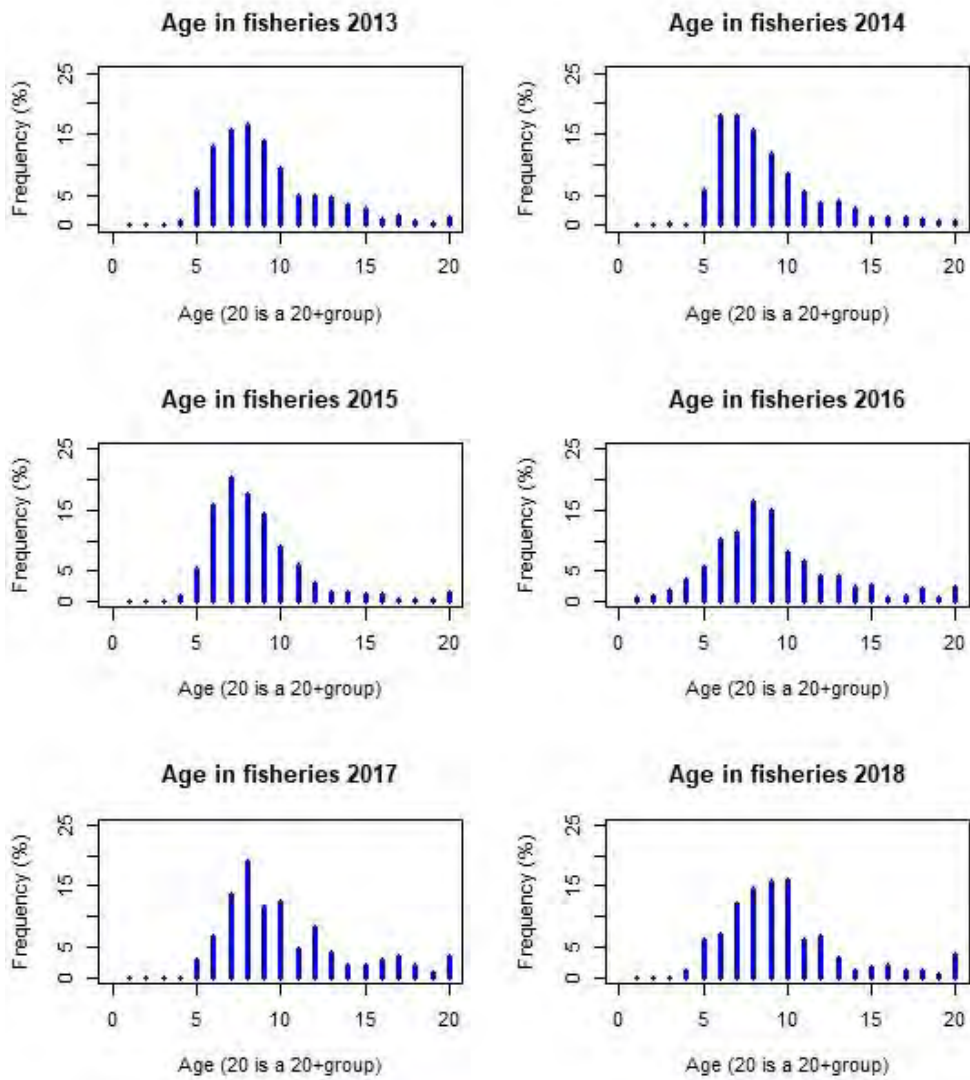 Age in fisheries 2013
Frequency (%)
25
15
5
0
0 5 10 15 20
Age (20 is a 20+group)
Age in fisheries 2014
Frequency (%)
25
15
5
0
0 5 10 15 20
Age (20 is a 20+group)
Age in fisheries 2015
Frequency (%)
25
15
5
0
0 5 10 15 20
Age (20 is a 20+group)
Age in fisheries 2016
Frequency (%)
25
15
5
0
0 5 10 15 20
Age (20 is a 20+group)
Age in fisheries 2017
Frequency (%)
25
15
5
0
0 5 10 15 20
Age (20 is a 20+group)
Age in fisheries 2018
Frequency (%)
25
15
5
0
0 5 10 15 20
Age (20 is a 20+group)